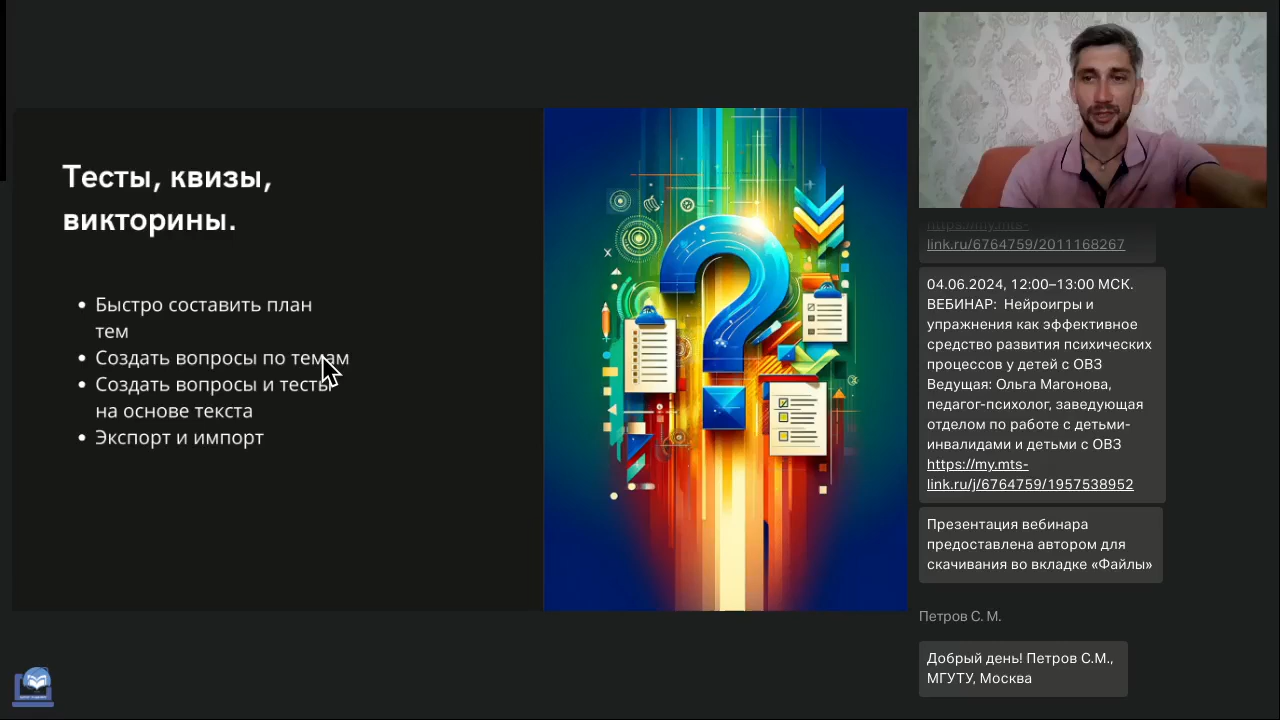 Тесты, квизы,
викторины.
Быстро составить план
тем
Создать вопросы по темам
Создать вопросы и тесты
на основе текста
Экспорт и импорт
https://my.mts-
link.ru/6764759/2011168267
04.06.2024, 12:00–13:00 МСК.
ВЕБИНАР:  Нейроигры и
упражнения как эффективное
средство развития психических
процессов у детей с ОВЗ
Ведущая: Ольга Магонова,
педагог-психолог, заведующая
отделом по работе с детьми-
инвалидами и детьми с ОВЗ
https://my.mts-
link.ru/j/6764759/1957538952
Презентация вебинара
предоставлена автором для
скачивания во вкладке «Файлы»
Петров С. М.
Добрый день! Петров С.М.,
МГУТУ, Москва